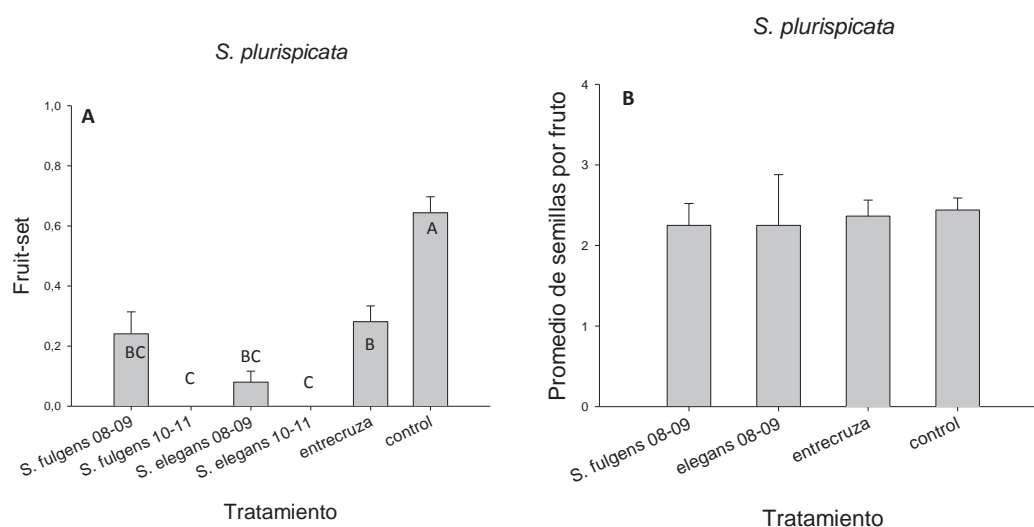 S. plurispicata
A
1,0
0,8
0,6
0,4
0,2
0,0
Fruit-set
BC
C
BC
C
B
A
S. fulgens 08-09
S. fulgens 10-11
S. elegans 08-09
S. elegans 10-11
entrecruza
control
Tratamiento
S. plurispicata
B
4
3
2
1
0
Promedio de semillas por fruto
S. fulgens 08-09
elegans 08-09
entrecruza
control
Tratamiento